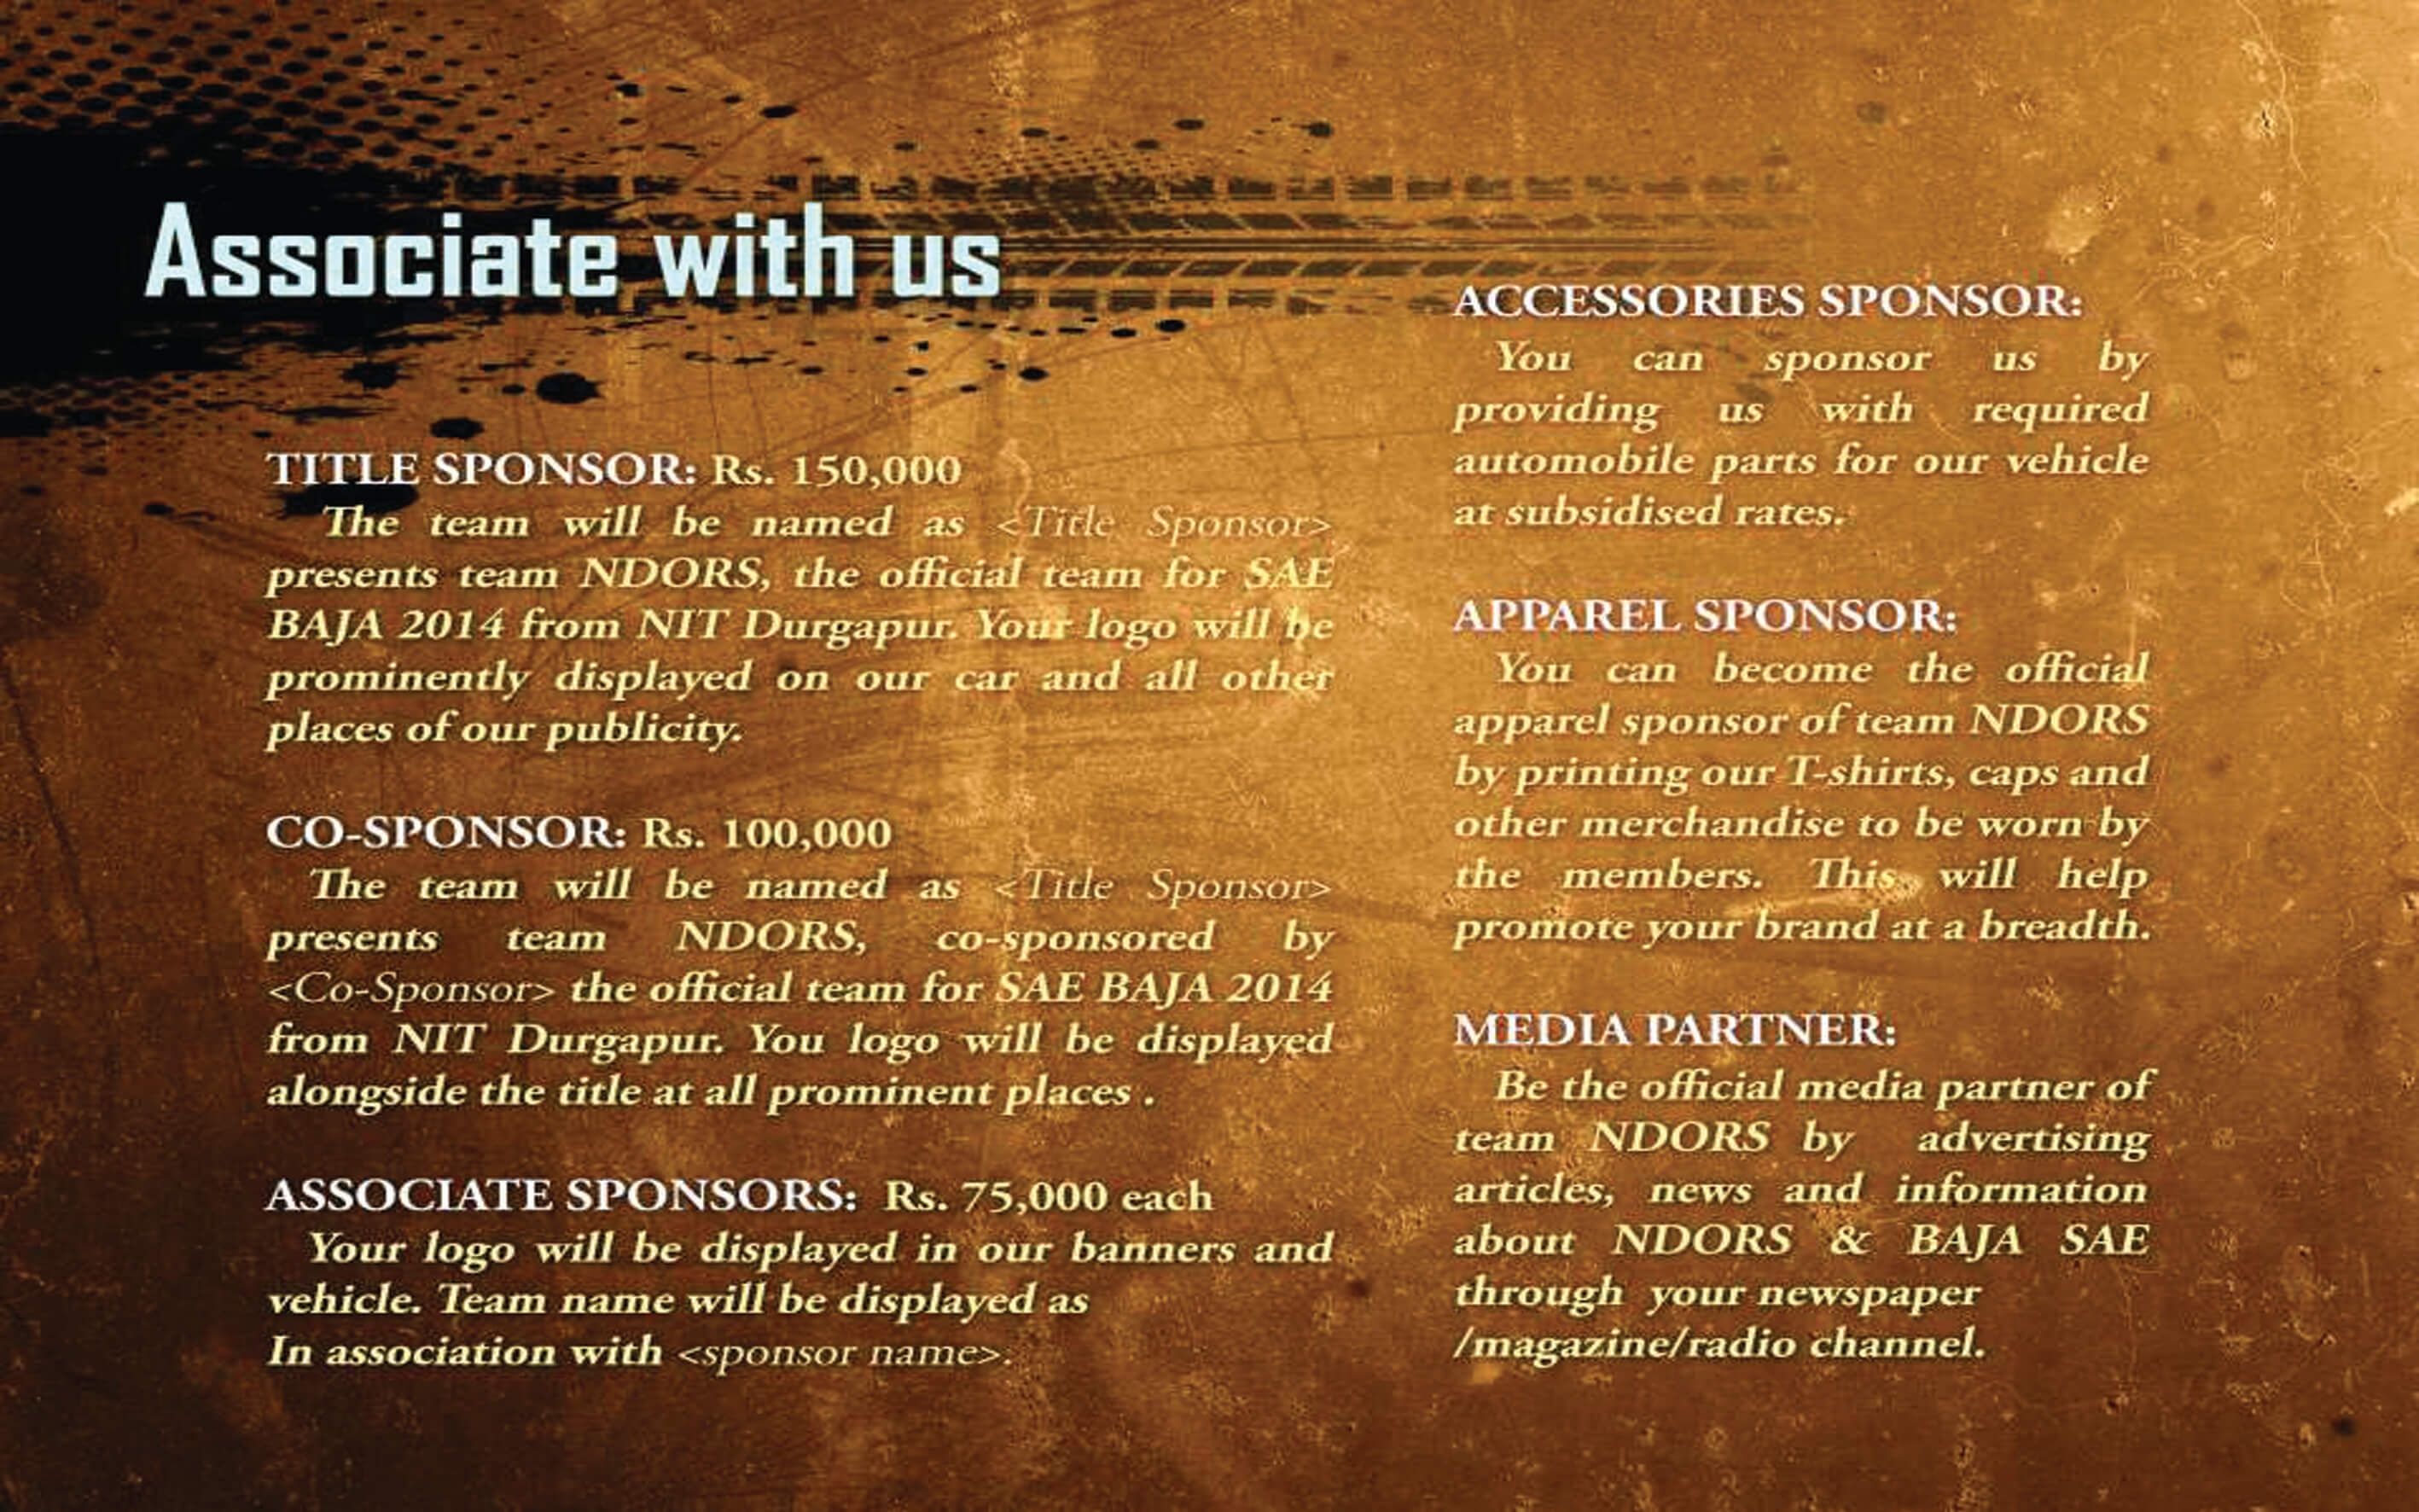 Associate with us
TITLE SPONSOR: Rs. 150,000
The team will be named as <Title Sponsor>
presents team NDORS, the official team for SAE
BAJA 2014 from NIT Durgapur. Your logo will be
prominently displayed on our car and all other
places of our publicity.
CO-SPONSOR: Rs. 100,000
The team will be named as <Title Sponsor>
presents team NDORS, co-sponsored by
<Co-Sponsor> the official team for SAE BAJA 2014
from NIT Durgapur. You logo will be displayed
alongside the title at all prominent places .
ASSOCIATE SPONSORS: Rs. 75,000 each
Your logo will be displayed in our banners and
vehicle. Team name will be displayed as
In association with <sponsor name>.
ACCESSORIES SPONSOR:
You can sponsor us by
providing us with required
automobile parts for our vehicle
at subsidised rates.
APPAREL SPONSOR:
You can become the official
apparel sponsor of team NDORS
by printing our T-shirts, caps and
other merchandise to be worn by
the members. This will help
promote your brand at a breadth.
MEDIA PARTNER:
Be the official media partner of
team NDORS by advertising
articles, news and information
about NDORS & BAJA SAE
through your newspaper
/magazine/radio channel.